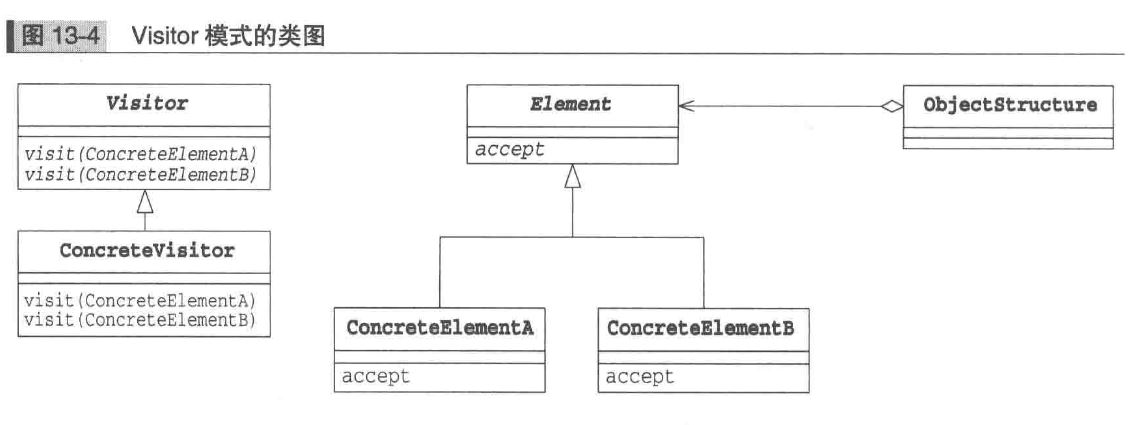 图 13-4 Visitor 模式的类图
Visitor
visit(ConcreteElementA)
visit(ConcreteElementB)
ConcreteVisitor
visit(ConcreteElementA)
visit(ConcreteElementB)
Element
accept
ObjectStructure
ConcreteElementA
accept
ConcreteElementB
accept